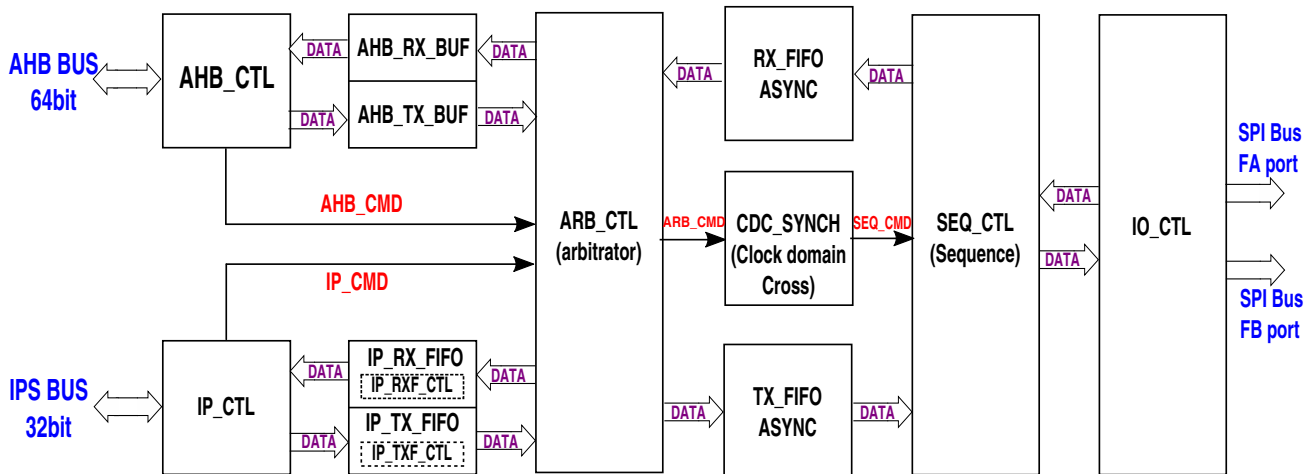 AHB BUS
64bit
AHB_CTL
DATA
AHB_RX_BUF
DATA
DATA
AHB_TX_BUF
DATA
AHB_CMD
IP_CMD
IPS BUS
32bit
IP_CTL
DATA
IP_RX_FIFO
IP_RXF_CTL
DATA
DATA
IP_TX_FIFO
IP_TXF_CTL
DATA
ARB_CTL
(arbitrator)
DATA
RX_FIFO
ASYNC
DATA
ARB_CMD
CDC_SYNCH
(Clock domain
Cross)
SEQ_CMD
DATA
TX_FIFO
ASYNC
DATA
SEQ_CTL
(Sequence)
DATA
DATA
IO_CTL
SPI Bus
FA port
SPI Bus
FB port